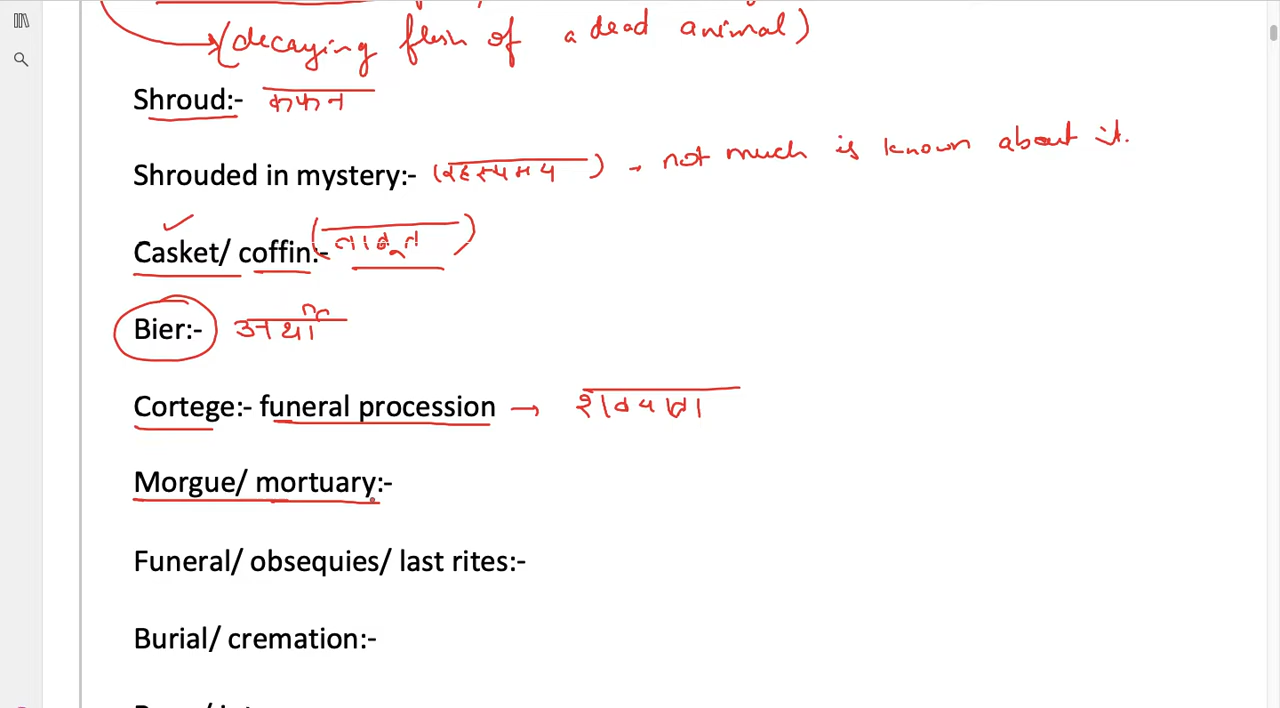 (decaying flesh of a dead animal)
Shroud:- कफन
Shrouded in mystery:- (रहस्यमय) - not much is known about it.
Casket/ coffin:- (ताबूत)
Bier:- अर्थी
Cortege:- funeral procession → शवयात्रा
Morgue/ mortuary:-
Funeral/ obsequies/ last rites:-
Burial/ cremation:-